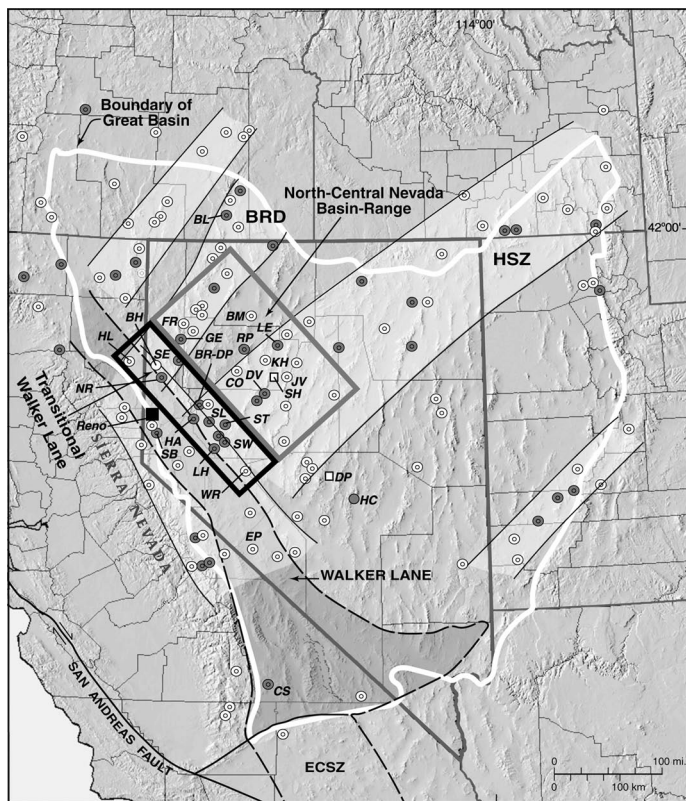 114°00'
Boundary of
Great Basin
North-Central Nevada
Basin-Range
BL
BRD
42°00'
HSZ
BH
FR
BM
LE
HL
GE
RP
SE
BR-DP
KH
NR
CO
DV
JV
SH
Transitional
Walker Lane
Reno
SL
ST
HA
SB
SW
LH
DP
WR
HC
SIERRA NEVADA
EP
WALKER LANE
SAN ANDREAS FAULT
CS
ECSZ
0
100 mi.
0
100 km